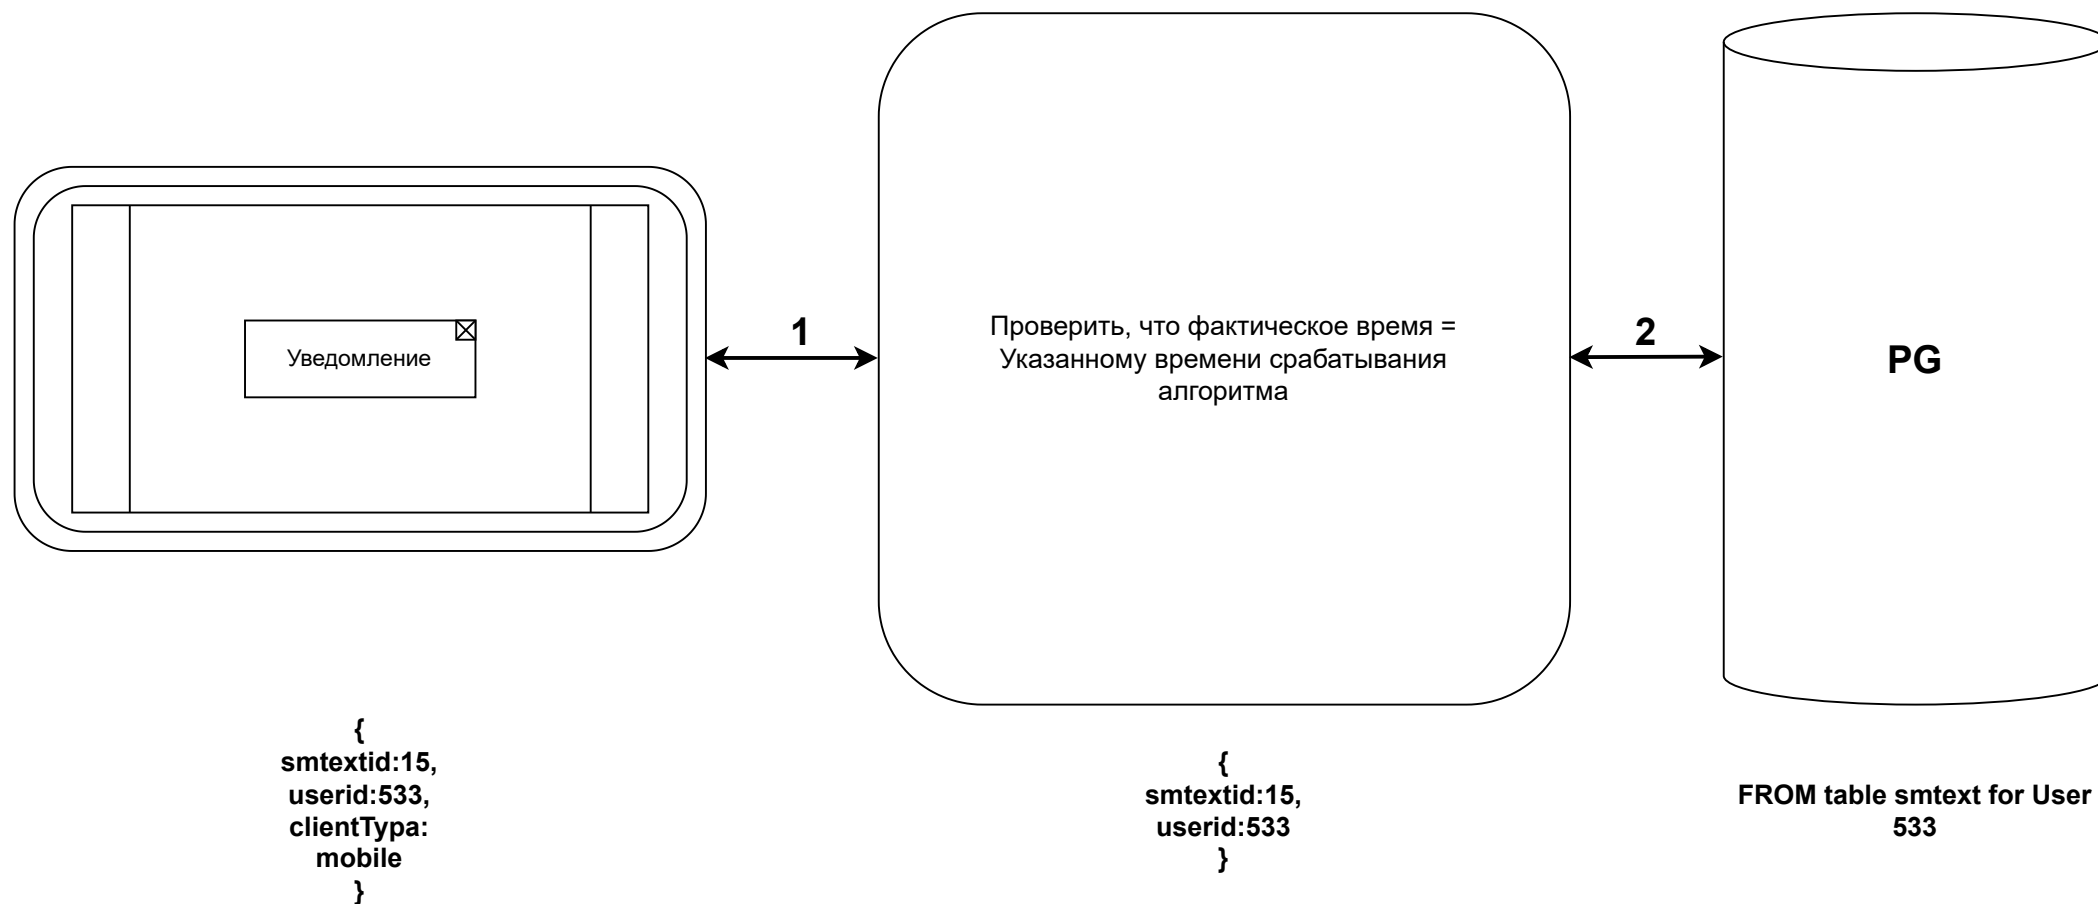 Уведомление
1
Проверить, что фактическое время =
Указанному времени срабатывания
алгоритма
2
PG
{
smtextid:15,
userid:533,
clientTypa:
mobile
}
{
smtextid:15,
userid:533
}
FROM table smtext for User
533